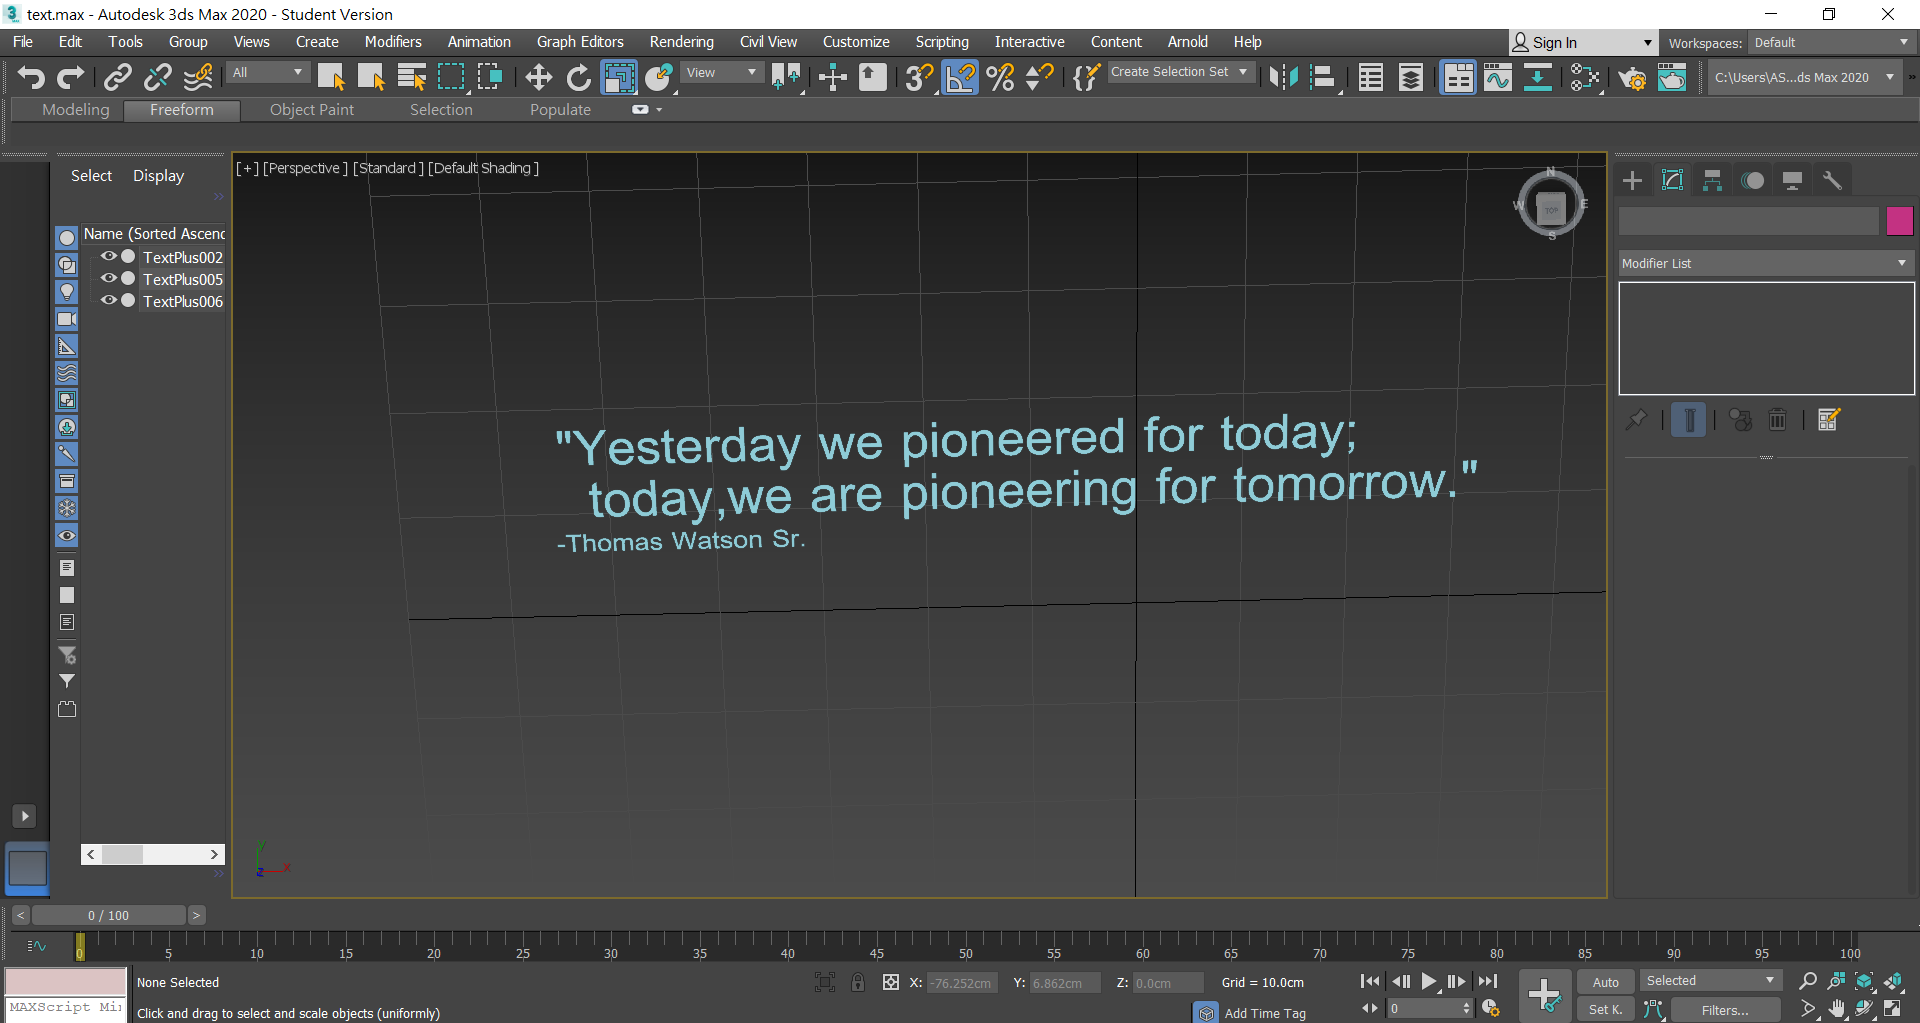 text.max - Autodesk 3ds Max 2020 - Student Version
File Edit Tools Group Views Create Modifiers Animation Graph Editors Rendering Civil View Customize Scripting Interactive Content Arnold Help Sign In Workspaces: Default
All View Create Selection Set C:\Users\AS...ds Max 2020
Modeling Freeform Object Paint Selection Populate
Select Display
[+] [Perspective ] [Standard ] [Default Shading ]
N
W TOP E
S
Name (Sorted Ascenc
TextPlus002
TextPlus005
TextPlus006
Modifier List
"Yesterday we pioneered for today;
today,we are pioneering for tomorrow."
-Thomas Watson Sr.
y
z x
< 0 / 100 >
0 5 10 15 20 25 30 35 40 45 50 55 60 65 70 75 80 85 90 95 100
None Selected X: -76.252cm Y: 6.862cm Z: 0.0cm Grid = 10.0cm Auto Selected
MAXScript Mi
Click and drag to select and scale objects (uniformly) Add Time Tag 0 Set K. Filters...